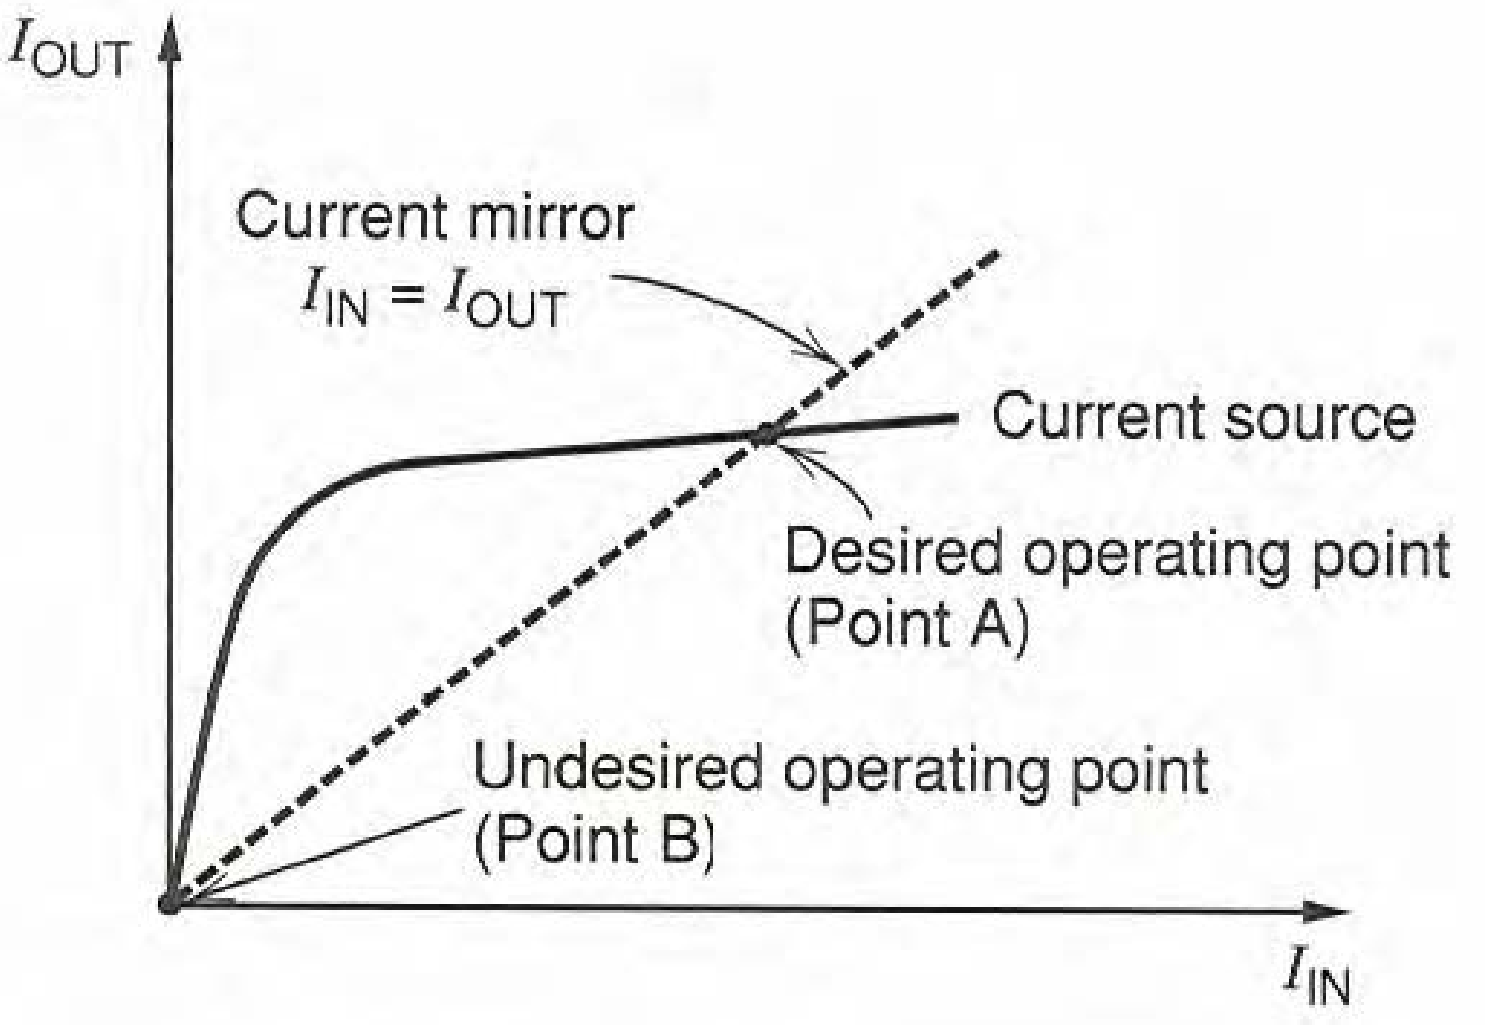 I_OUT
Current mirror
I_IN = I_OUT
Current source
Desired operating point
(Point A)
Undesired operating point
(Point B)
I_IN